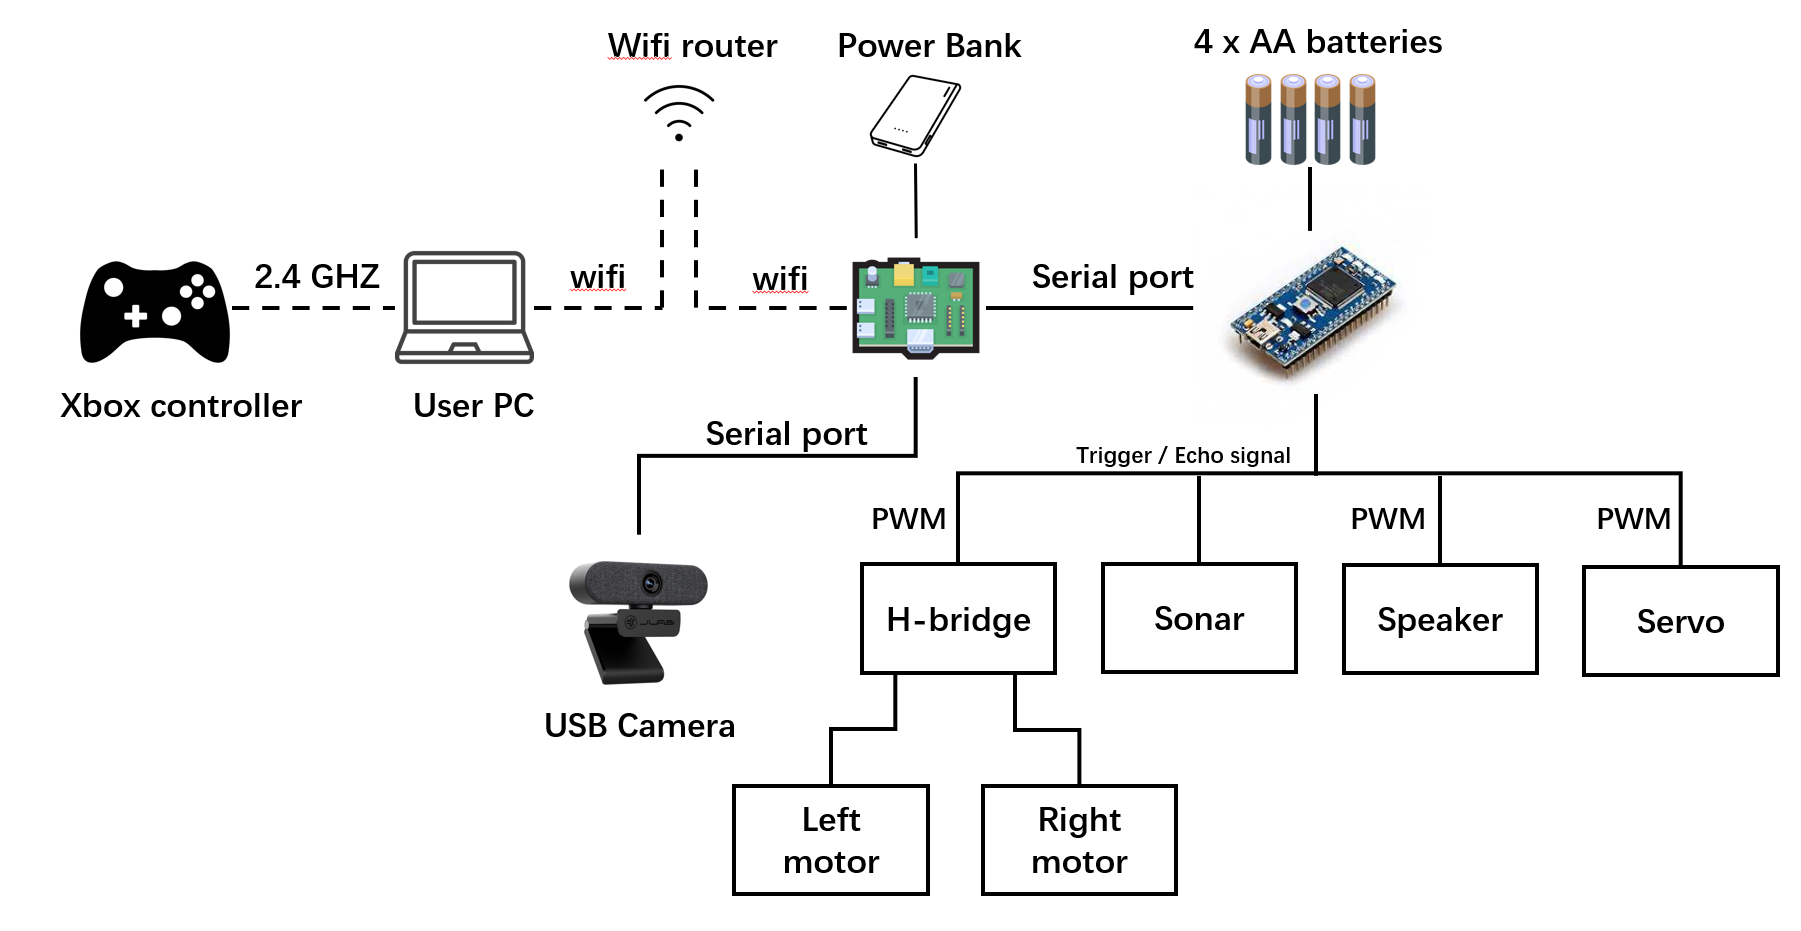 Wifi router
Power Bank
4 x AA batteries
2.4 GHZ
wifi
wifi
Serial port
Xbox controller
User PC
Serial port
Trigger / Echo signal
PWM
PWM
PWM
JLAB
USB Camera
H-bridge
Sonar
Speaker
Servo
Left
motor
Right
motor